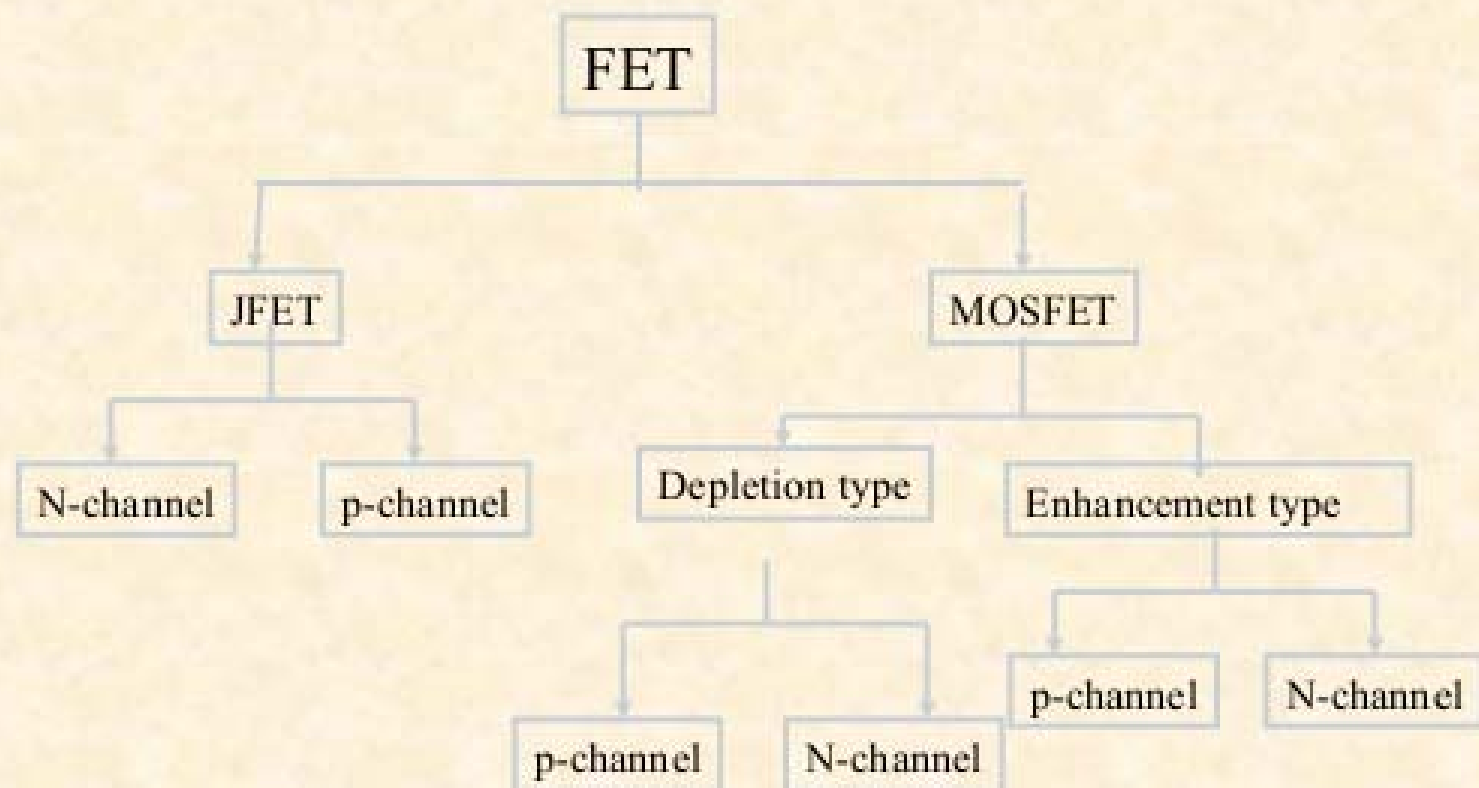 FET
JFET
MOSFET
N-channel
p-channel
Depletion type
Enhancement type
p-channel
N-channel
p-channel
N-channel